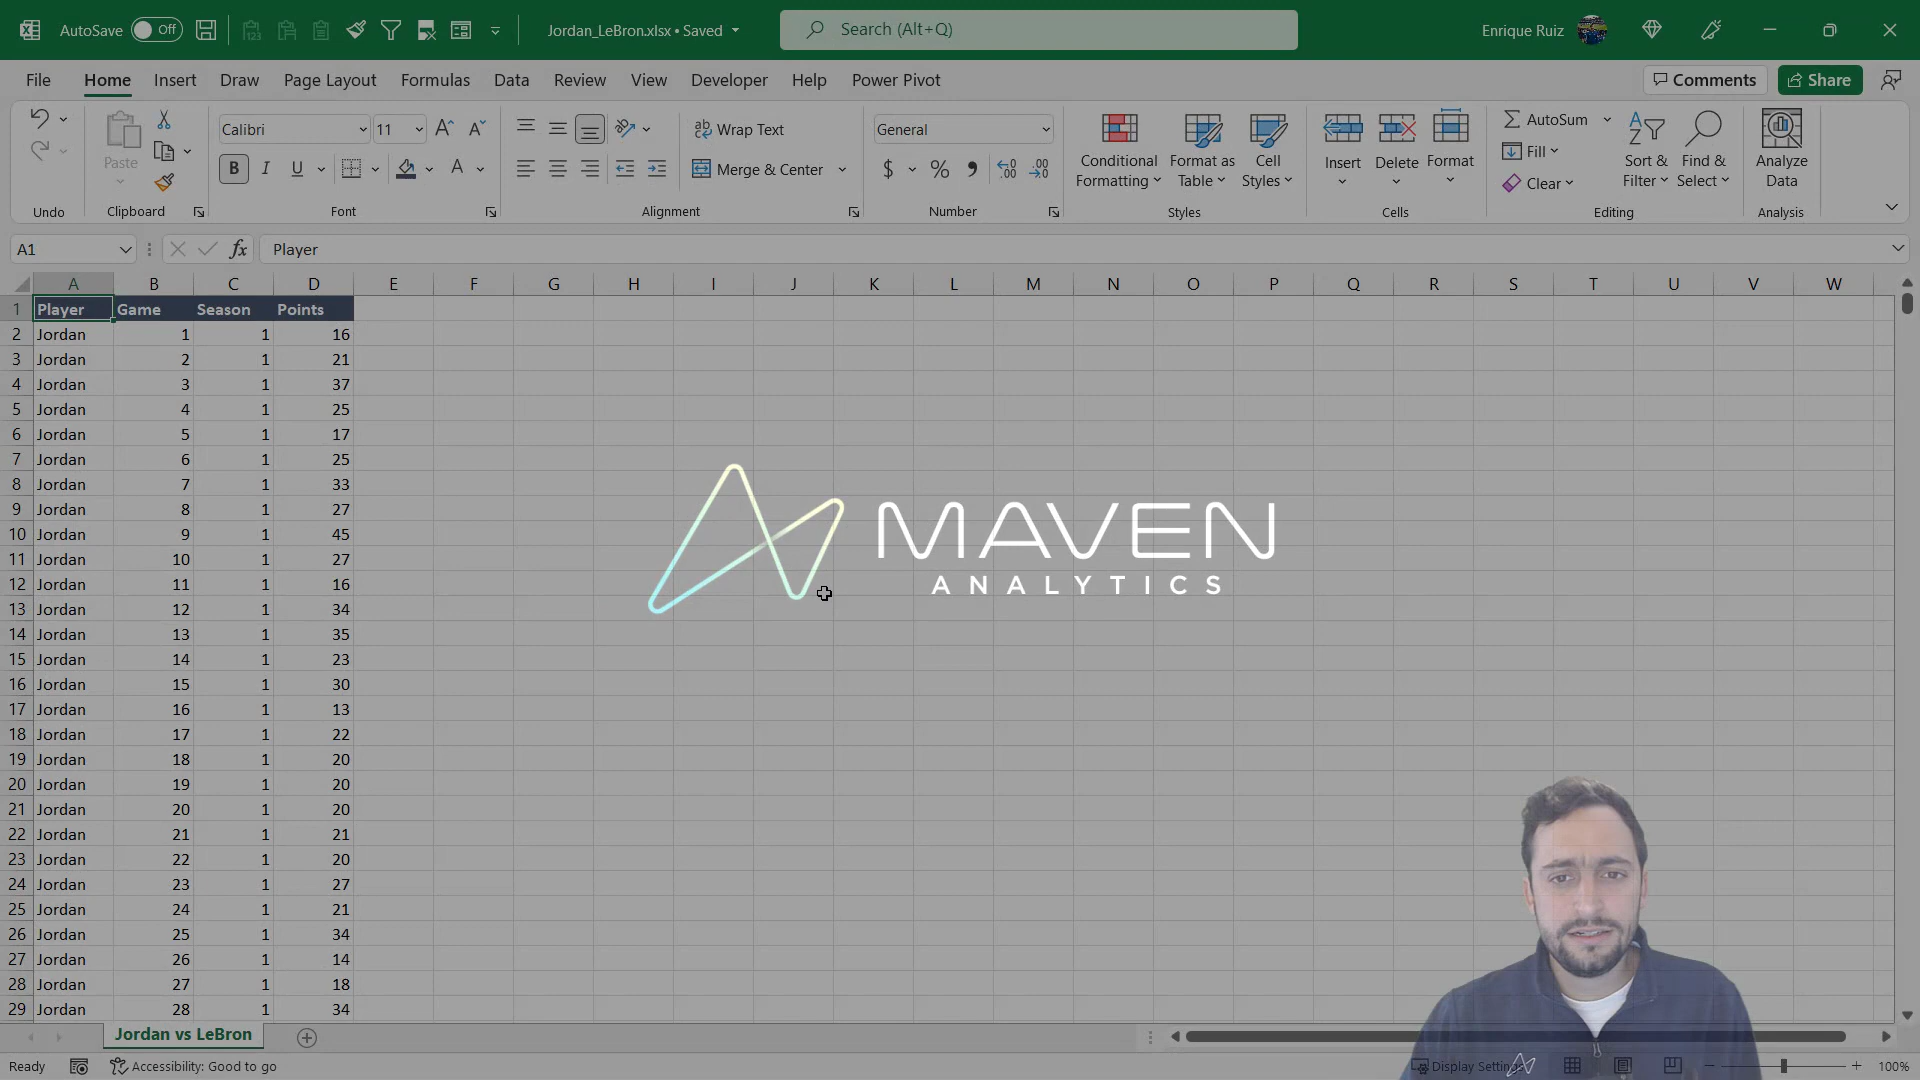 AutoSave Off Jordan_LeBron.xlsx • Saved Search (Alt+Q) Enrique Ruiz
File Home Insert Draw Page Layout Formulas Data Review View Developer Help Power Pivot Comments Share
Paste
Calibri 11
B I U A
ab Wrap Text
Merge & Center
General
$ % 9
Conditional Formatting
Format as Table
Cell Styles
Insert Delete Format
AutoSum
Fill
Clear
Sort & Filter
Find & Select
Analyze Data
Undo Clipboard Font Alignment Number Styles Cells Editing Analysis
A1 fx Player
A B C D E F G H I J K L M N O P Q R S T U V W
1 Player Game Season Points
2 Jordan 1 1 16
3 Jordan 2 1 21
4 Jordan 3 1 37
5 Jordan 4 1 25
6 Jordan 5 1 17
7 Jordan 6 1 25
8 Jordan 7 1 33
9 Jordan 8 1 27
10 Jordan 9 1 45
11 Jordan 10 1 27
12 Jordan 11 1 16
13 Jordan 12 1 34
14 Jordan 13 1 35
15 Jordan 14 1 23
16 Jordan 15 1 30
17 Jordan 16 1 13
18 Jordan 17 1 22
19 Jordan 18 1 20
20 Jordan 19 1 20
21 Jordan 20 1 20
22 Jordan 21 1 21
23 Jordan 22 1 20
24 Jordan 23 1 27
25 Jordan 24 1 21
26 Jordan 25 1 34
27 Jordan 26 1 14
28 Jordan 27 1 18
29 Jordan 28 1 34
MAVEN
ANALYTICS
Jordan vs LeBron
Ready Accessibility: Good to go Display Settings 100%